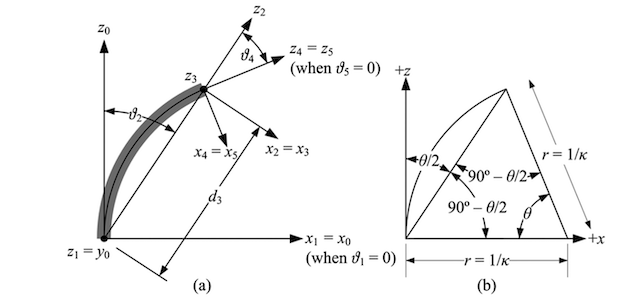 z₂
z₀
ϑ₄
z₄ = z₅
(when ϑ₅ = 0)
z₃
ϑ₂
x₄ = x₅
x₂ = x₃
d₃
z₁ = y₀
x₁ = x₀
(when ϑ₁ = 0)
(a)
+z
θ/2
90º – θ/2
90º – θ/2
θ
r = 1/κ
+x
r = 1/κ
(b)